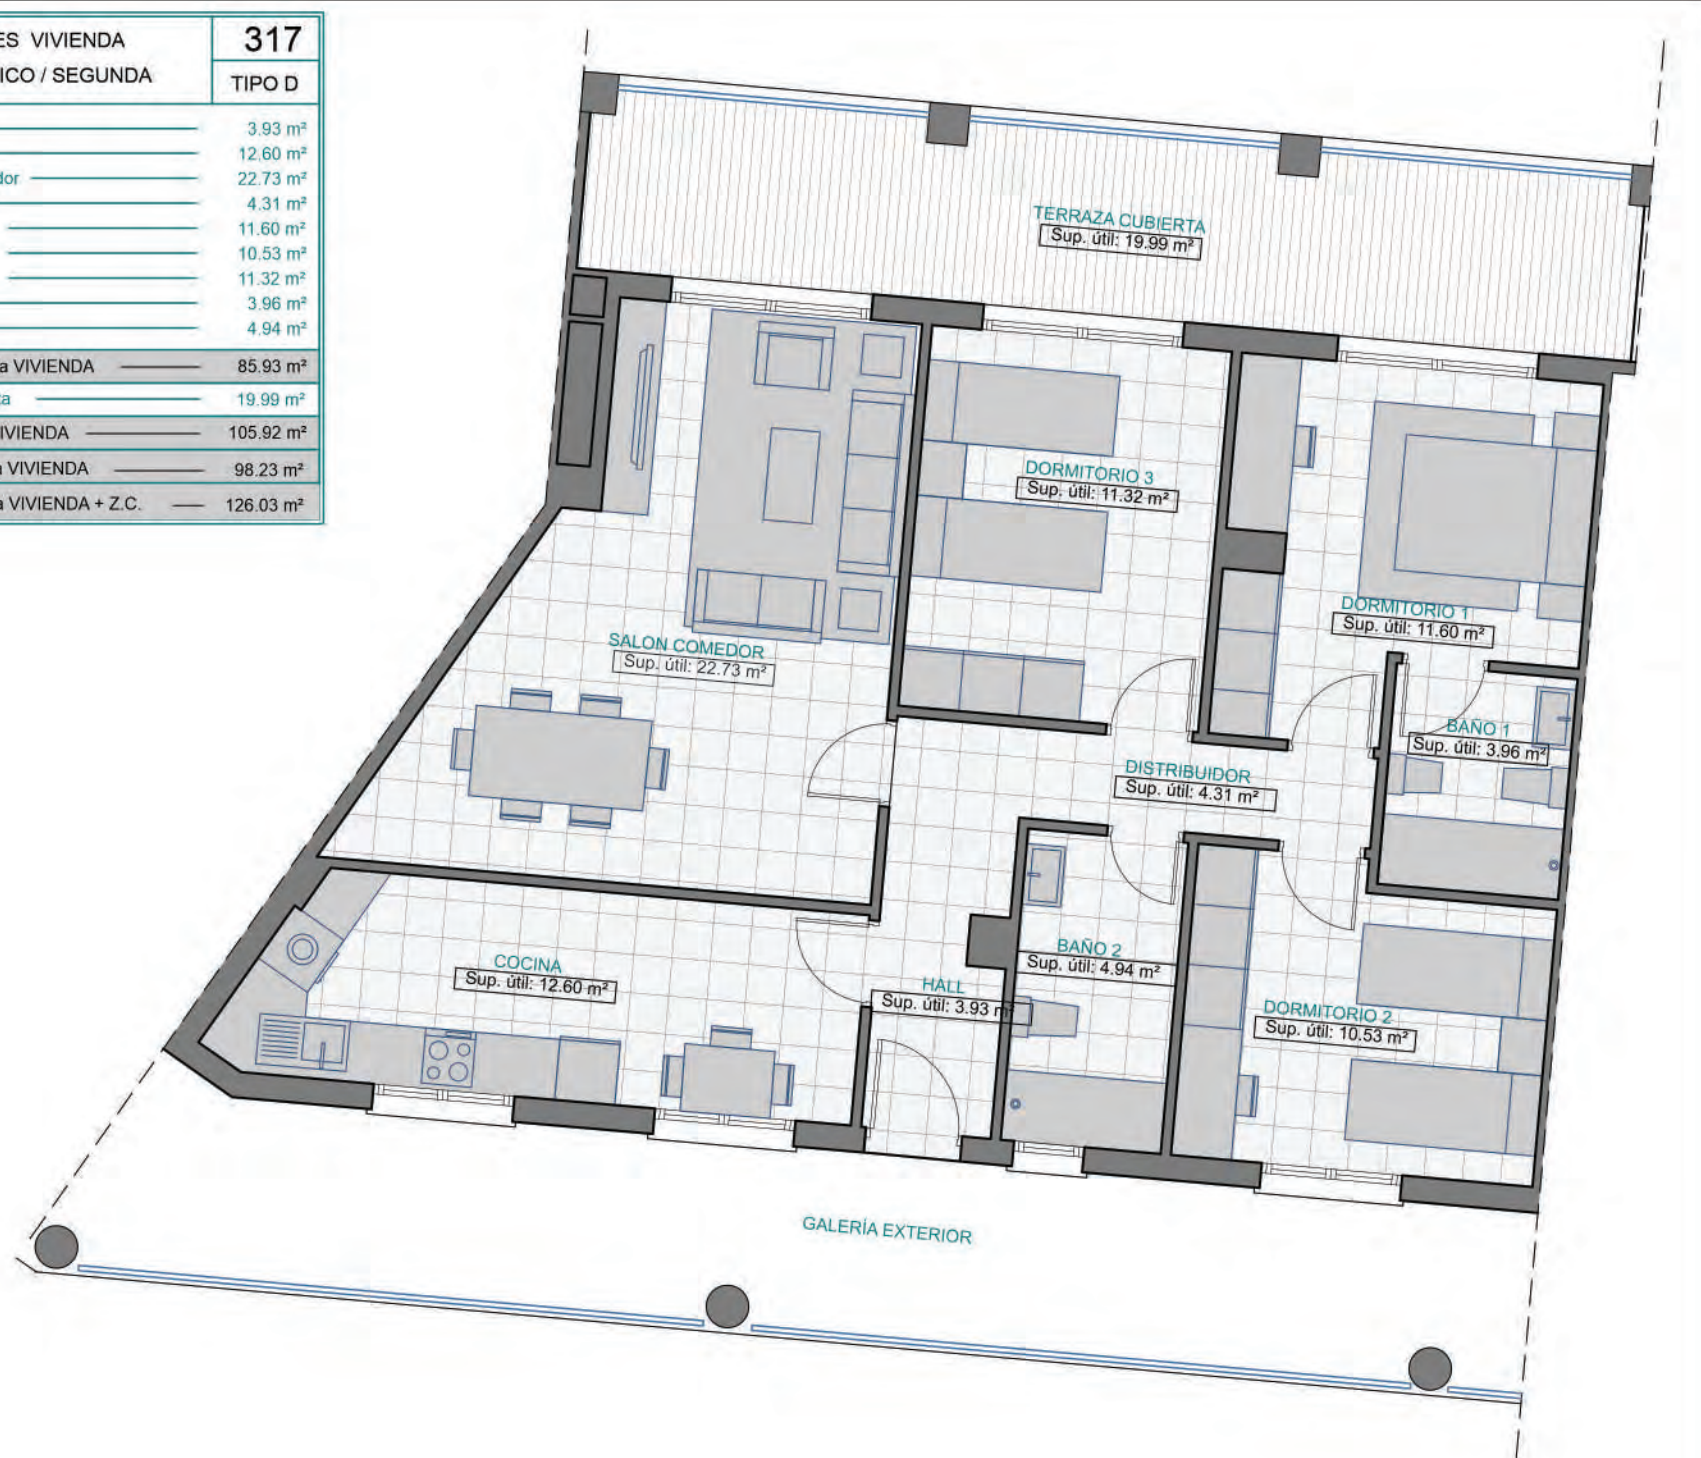 ES VIVIENDA
317
ICO / SEGUNDA
TIPO D
3.93 m²
12.60 m²
dor 22.73 m²
4.31 m²
11.60 m²
10.53 m²
11.32 m²
3.96 m²
4.94 m²
a VIVIENDA 85.93 m²
ta 19.99 m²
VIVIENDA 105.92 m²
a VIVIENDA 98.23 m²
a VIVIENDA + Z.C. 126.03 m²
TERRAZA CUBIERTA
Sup. útil: 19.99 m²
DORMITORIO 3
Sup. útil: 11.32 m²
DORMITORIO 1
Sup. útil: 11.60 m²
SALON COMEDOR
Sup. útil: 22.73 m²
BAÑO 1
Sup. útil: 3.96 m²
DISTRIBUIDOR
Sup. útil: 4.31 m²
BAÑO 2
Sup. útil: 4.94 m²
COCINA
Sup. útil: 12.60 m²
HALL
Sup. útil: 3.93 m²
DORMITORIO 2
Sup. útil: 10.53 m²
GALERÍA EXTERIOR